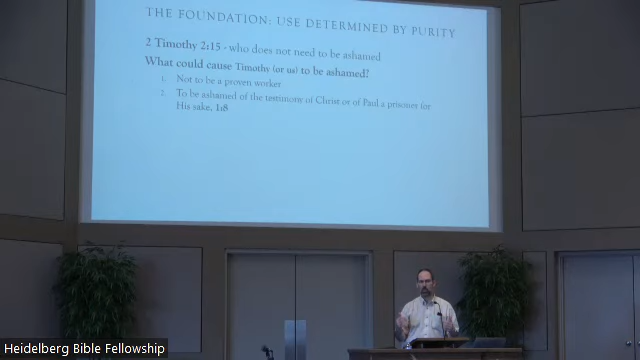 THE FOUNDATION: USE DETERMINED BY PURITY
2 Timothy 2:15 - who does not need to be ashamed
What could cause Timothy (or us) to be ashamed?
1. Not to be a proven worker
2. To be ashamed of the testimony of Christ or of Paul a prisoner for
His sake, 1:8
Heidelberg Bible Fellowship